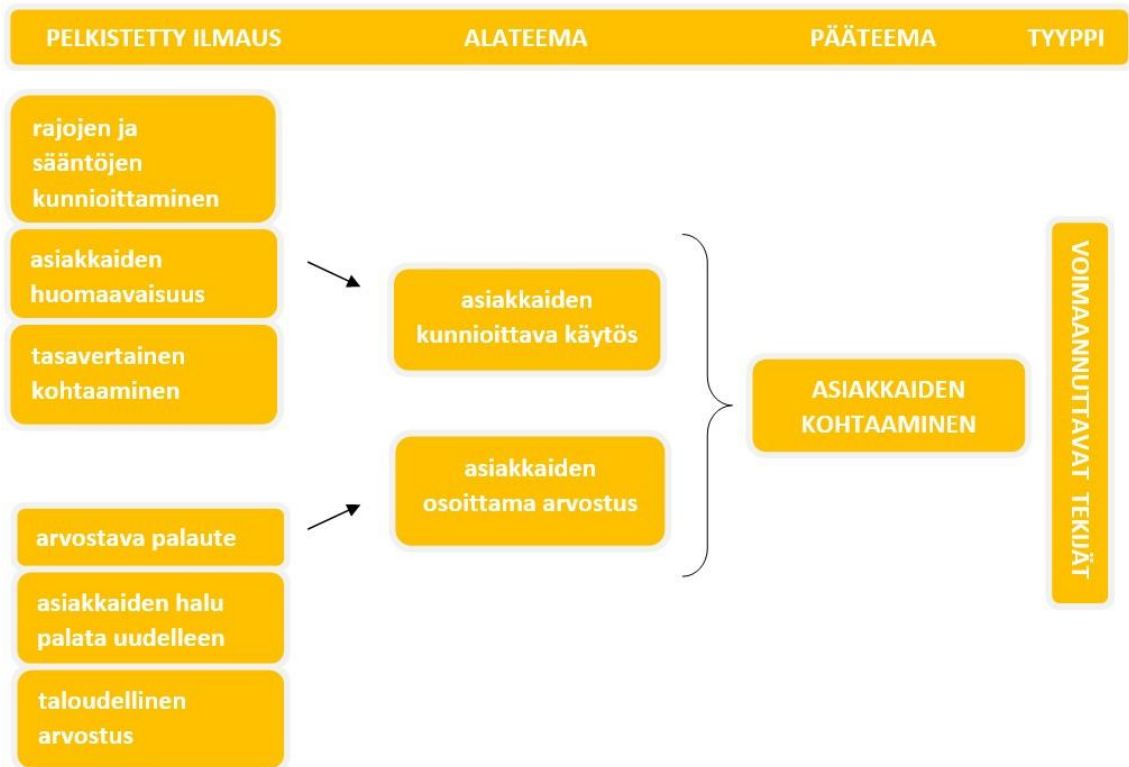 PELKISTETTY ILMAUS ALATEEMA PÄÄTEEMA TYYPPI
rajojen ja
sääntöjen
kunnioittaminen
asiakkaiden
huomaavaisuus
tasavertainen
kohtaaminen
arvostava palaute
asiakkaiden halu
palata uudelleen
taloudellinen
arvostus
asiakkaiden
kunnioittava käytös
asiakkaiden
osoittama arvostus
ASIAKKAIDEN
KOHTAAMINEN
VOIMAANNUTTAVAT TEKIJÄT